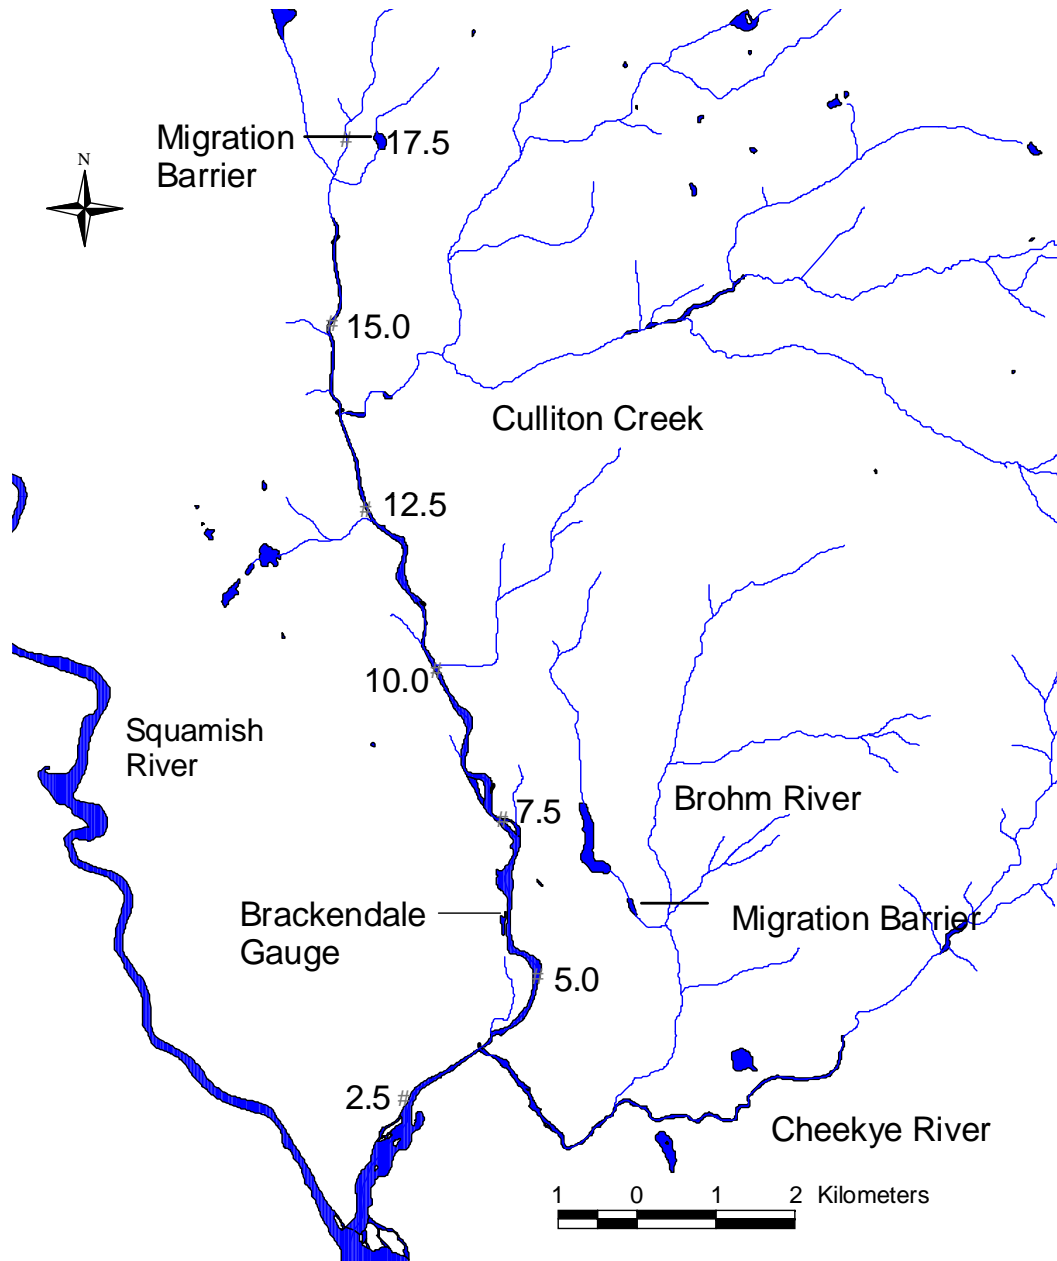 N
Migration
Barrier
17.5
15.0
Culliton Creek
12.5
10.0
Squamish
River
7.5
Brohm River
Brackendale
Gauge
Migration Barrier
5.0
2.5
Cheekye River
1 0 1 2 Kilometers